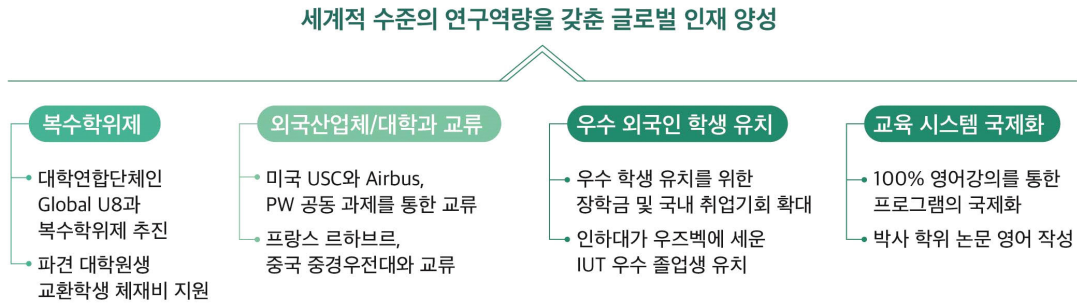 세계적 수준의 연구역량을 갖춘 글로벌 인재 양성
복수학위제
대학연합단체인
Global U8과
복수학위제 추진
파견 대학원생
교환학생 체재비 지원
외국산업체/대학과 교류
미국 USC와 Airbus,
PW 공동 과제를 통한 교류
프랑스 르하브르,
중국 중경우전대와 교류
우수 외국인 학생 유치
우수 학생 유치를 위한
장학금 및 국내 취업기회 확대
인하대가 우즈벡에 세운
IUT 우수 졸업생 유치
교육 시스템 국제화
100% 영어강의를 통한
프로그램의 국제화
박사 학위 논문 영어 작성